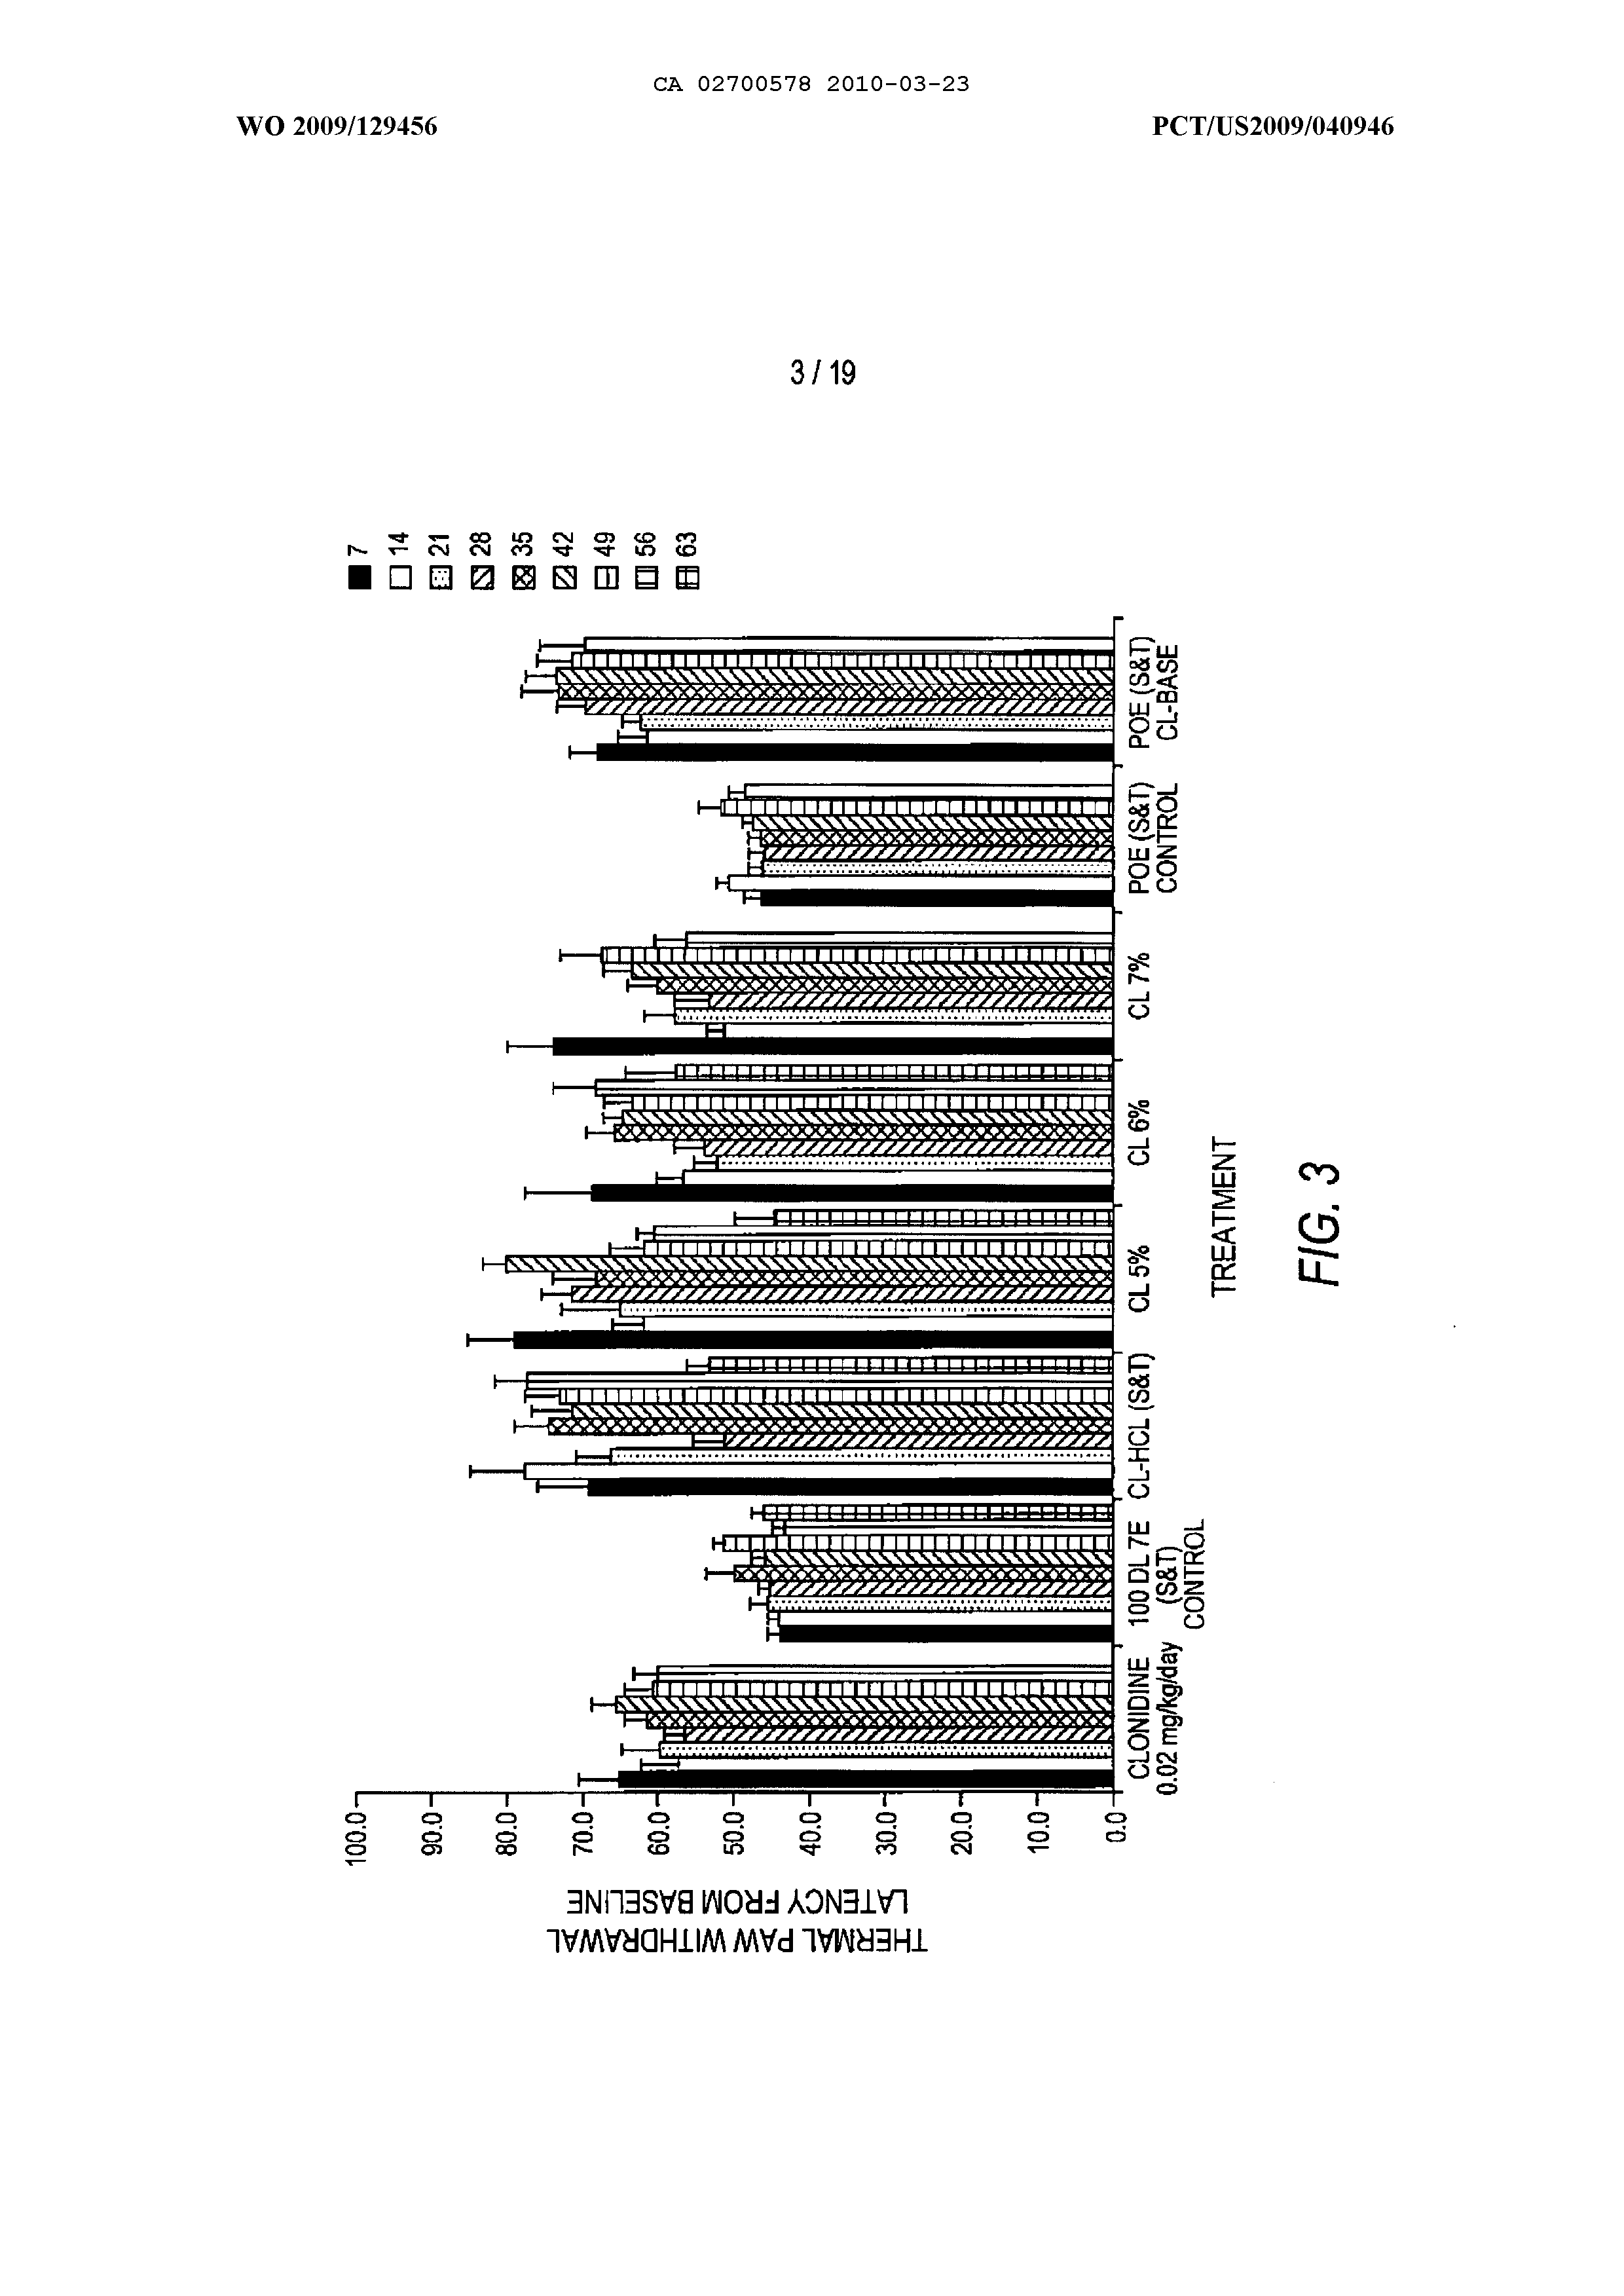 CA 02700578 2010-03-23
WO 2009/129456
PCT/US2009/040946
3 / 19
7
14
21
28
35
42
49
56
63
THERMAL PAW WITHDRAWAL
LATENCY FROM BASELINE
100.0
90.0
80.0
70.0
60.0
50.0
40.0
30.0
20.0
10.0
0.0
CLONIDINE
0.02 mg/kg/day
100 DL 7E
(S&T)
CONTROL
CL-HCL (S&T)
CL 5%
CL 6%
CL 7%
POE (S&T)
CONTROL
POE (S&T)
CL-BASE
TREATMENT
FIG. 3